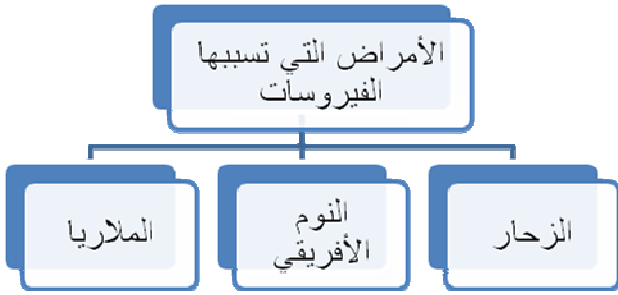 الأمراض التي تسببها
الفيروسات
الزحار
النوم
الأفريقي
الملاريا